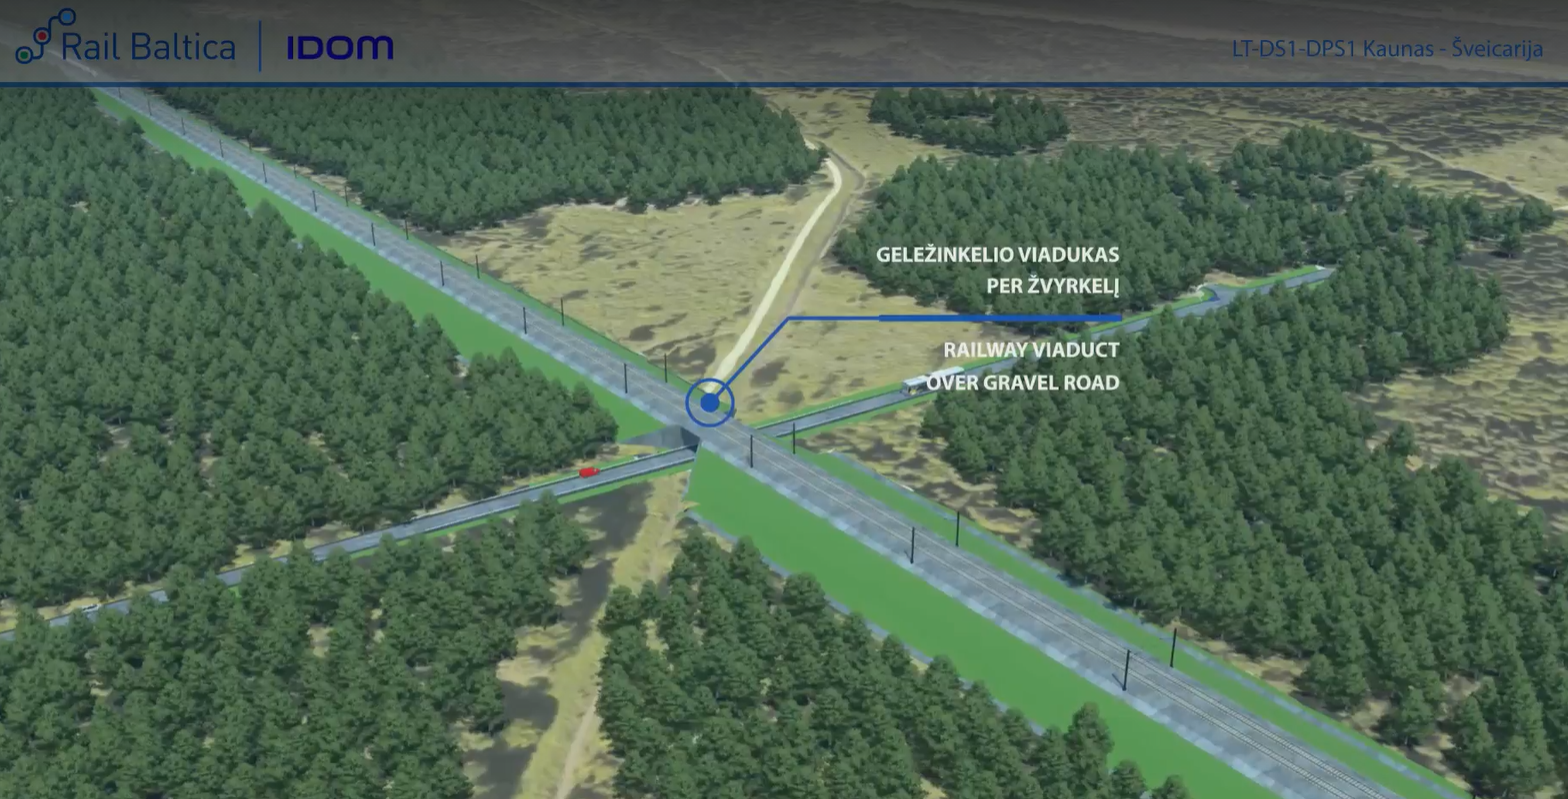 Rail Baltica
IDOM
LT-DS1-DPS1 Kaunas - Šveicarija
GELEŽINKELIO VIADUKAS
PER ŽVYRKELĮ
RAILWAY VIADUCT
OVER GRAVEL ROAD